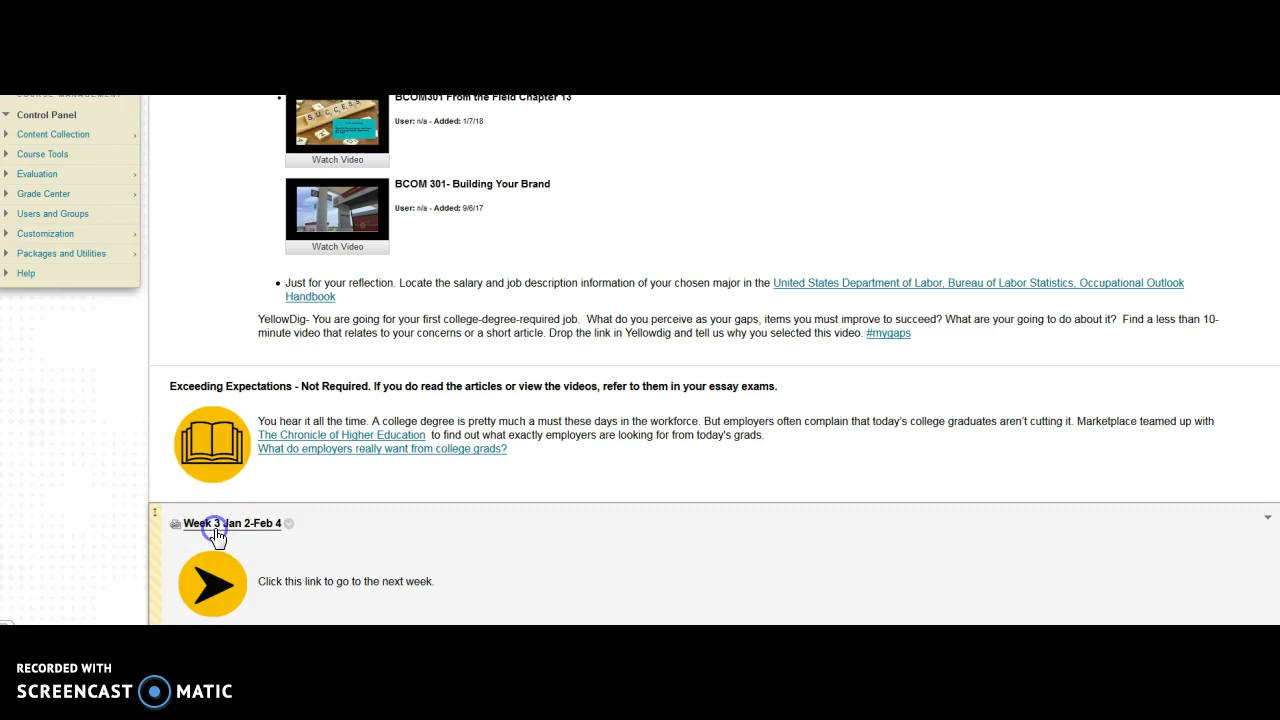 COURSE MANAGEMENT
Control Panel
Content Collection
Course Tools
Evaluation
Grade Center
Users and Groups
Customization
Packages and Utilities
Help
BCOM301 From the Field Chapter 13
User: n/a - Added: 1/7/18
SUCCESS
Watch Video
BCOM 301- Building Your Brand
User: n/a - Added: 9/6/17
Watch Video
Just for your reflection. Locate the salary and job description information of your chosen major in the United States Department of Labor, Bureau of Labor Statistics, Occupational Outlook
Handbook
YellowDig- You are going for your first college-degree-required job. What do you perceive as your gaps, items you must improve to succeed? What are your going to do about it? Find a less than 10-
minute video that relates to your concerns or a short article. Drop the link in Yellowdig and tell us why you selected this video. #mygaps
Exceeding Expectations - Not Required. If you do read the articles or view the videos, refer to them in your essay exams.
You hear it all the time. A college degree is pretty much a must these days in the workforce. But employers often complain that today's college graduates aren't cutting it. Marketplace teamed up with
The Chronicle of Higher Education to find out what exactly employers are looking for from today's grads.
What do employers really want from college grads?
Week 3 Jan 2-Feb 4
Click this link to go to the next week.
RECORDED WITH
SCREENCAST MATIC